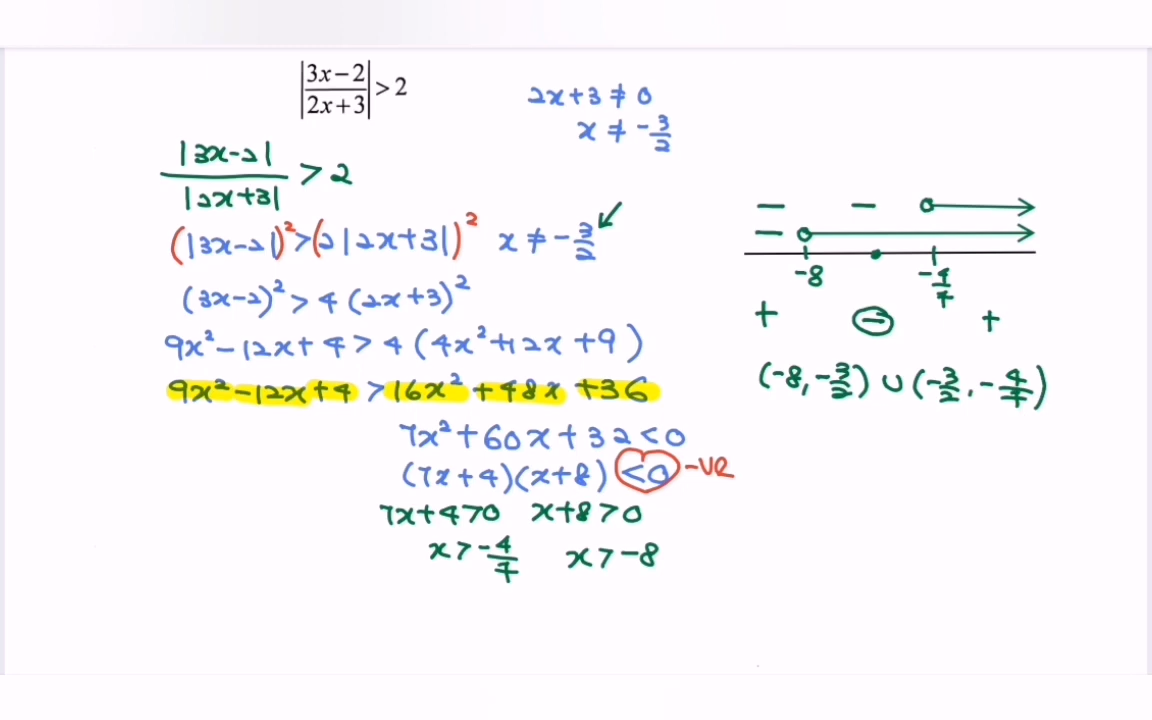 |3x-2/2x+3| > 2
2x+3 ≠ 0
x ≠ -3/2
|3x-2|/|2x+3| > 2
(|3x-2|)² > (2|2x+3|)² x ≠ -3/2
(3x-2)² > 4(2x+3)²
9x²-12x+4 > 4(4x²+12x+9)
9x²-12x+4 > 16x²+48x+36
7x²+60x+32<0
(7x+4)(x+8) <0 -ve
7x+4>0 x+8>0
x > -4/7 x > -8
- -
-
-8 -4/7
+ - +
(-8, -3/2) ∪ (-3/2, -4/7)